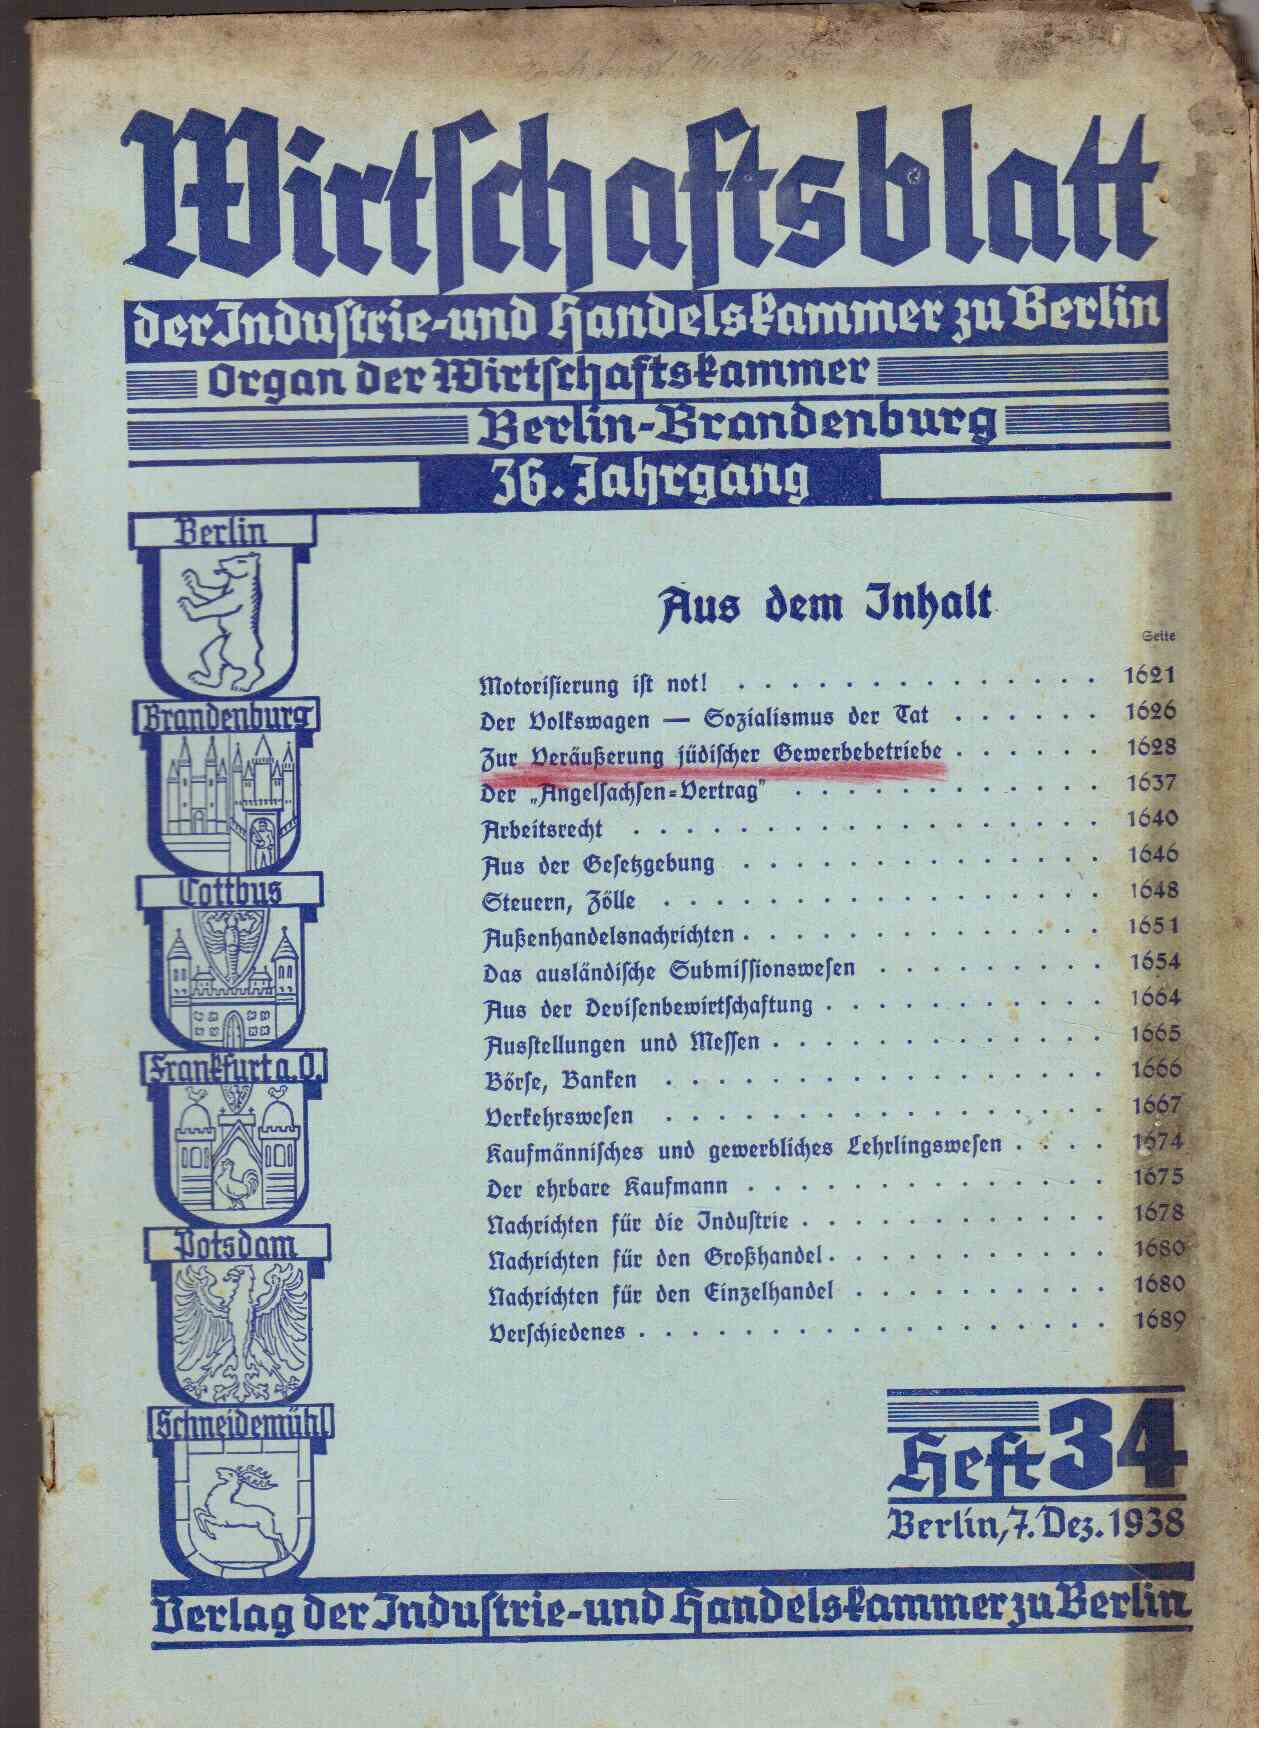 Wirtschaftsblatt
der Industrie-und Handelskammer zu Berlin
Organ der Wirtschaftskammer
Berlin-Brandenburg
36. Jahrgang
Berlin
Brandenburg
Cottbus
Frankfurt a.O.
Potsdam
Schneidemühl
Aus dem Inhalt
Seite
Motorisierung ist not! . . . . . . . . . . . . . . 1621
Der Volkswagen — Sozialismus der Tat . . . . . . 1626
Zur Veräußerung jüdischer Gewerbebetriebe . . . . . . 1628
Der „Angelsachsen-Vertrag" . . . . . . . . . . . . 1637
Arbeitsrecht . . . . . . . . . . . . . . . . . . 1640
Aus der Gesetzgebung . . . . . . . . . . . . . . 1646
Steuern, Zölle . . . . . . . . . . . . . . . . . 1648
Außenhandelsnachrichten . . . . . . . . . . . . . . 1651
Das ausländische Submissionswesen . . . . . . . . . 1654
Aus der Devisenbewirtschaftung . . . . . . . . . . . 1664
Ausstellungen und Messen . . . . . . . . . . . . . 1665
Börse, Banken . . . . . . . . . . . . . . . . . 1666
Verkehrswesen . . . . . . . . . . . . . . . . . 1667
Kaufmännisches und gewerbliches Lehrlingswesen . . . . 1674
Der ehrbare Kaufmann . . . . . . . . . . . . . . 1675
Nachrichten für die Industrie . . . . . . . . . . . . 1678
Nachrichten für den Großhandel . . . . . . . . . . . 1680
Nachrichten für den Einzelhandel . . . . . . . . . . 1680
Verschiedenes . . . . . . . . . . . . . . . . . . 1689
Heft 34
Berlin, 7. Dez. 1938
Verlag der Industrie-und Handelskammer zu Berlin